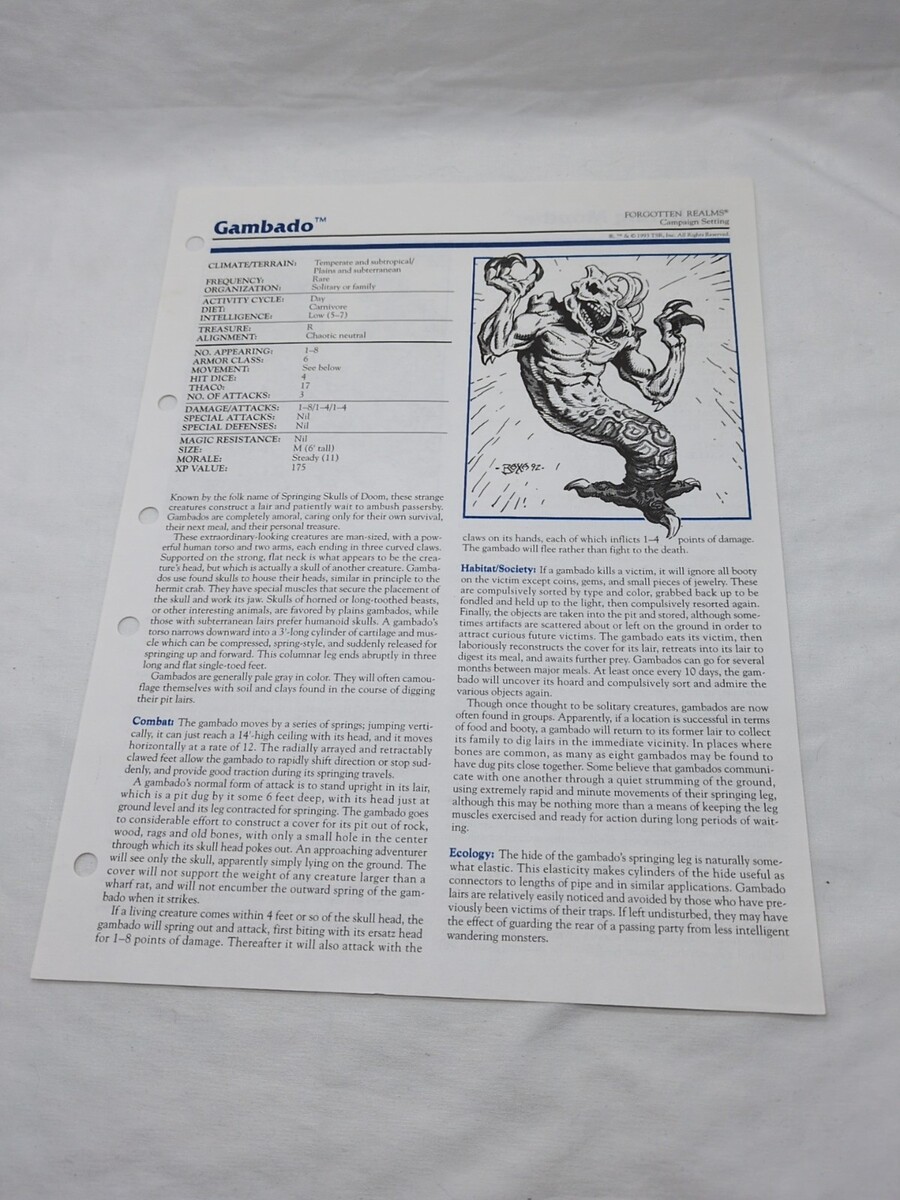 Gambado™
FORGOTTEN REALMS®
Campaign Setting
®, ™ & © 1993 TSR, Inc. All Rights Reserved.
CLIMATE/TERRAIN: Temperate and subtropical/
Plains and subterranean
FREQUENCY: Rare
ORGANIZATION: Solitary or family
ACTIVITY CYCLE: Day
DIET: Carnivore
INTELLIGENCE: Low (5–7)
TREASURE: R
ALIGNMENT: Chaotic neutral
NO. APPEARING: 1–8
ARMOR CLASS: 6
MOVEMENT: See below
HIT DICE: 4
THAC0: 17
NO. OF ATTACKS: 3
DAMAGE/ATTACKS: 1–8/1–4/1–4
SPECIAL ATTACKS: Nil
SPECIAL DEFENSES: Nil
MAGIC RESISTANCE: Nil
SIZE: M (6' tall)
MORALE: Steady (11)
XP VALUE: 175
Known by the folk name of Springing Skulls of Doom, these strange
creatures construct a lair and patiently wait to ambush passersby.
Gambados are completely amoral, caring only for their own survival,
their next meal, and their personal treasure.
These extraordinary-looking creatures are man-sized, with a pow-
erful human torso and two arms, each ending in three curved claws.
Supported on the strong, flat neck is what appears to be the crea-
ture's head, but which is actually a skull of another creature. Gamba-
dos use found skulls to house their heads, similar in principle to the
hermit crab. They have special muscles that secure the placement of
the skull and work its jaw. Skulls of horned or long-toothed beasts,
or other interesting animals, are favored by plains gambados, while
those with subterranean lairs prefer humanoid skulls. A gambado's
torso narrows downward into a 3'-long cylinder of cartilage and mus-
cle which can be compressed, spring-style, and suddenly released for
springing up and forward. This columnar leg ends abruptly in three
long and flat single-toed feet.
Gambados are generally pale gray in color. They will often camou-
flage themselves with soil and clays found in the course of digging
their pit lairs.
Combat: The gambado moves by a series of springs; jumping verti-
cally, it can just reach a 14'-high ceiling with its head, and it moves
horizontally at a rate of 12. The radially arrayed and retractably
clawed feet allow the gambado to rapidly shift direction or stop sud-
denly, and provide good traction during its springing travels.
A gambado's normal form of attack is to stand upright in its lair,
which is a pit dug by it some 6 feet deep, with its head just at
ground level and its leg contracted for springing. The gambado goes
to considerable effort to construct a cover for its pit out of rock,
wood, rags and old bones, with only a small hole in the center
through which its skull head pokes out. An approaching adventurer
will see only the skull, apparently simply lying on the ground. The
cover will not support the weight of any creature larger than a
wharf rat, and will not encumber the outward spring of the gam-
bado when it strikes.
If a living creature comes within 4 feet or so of the skull head, the
gambado will spring out and attack, first biting with its ersatz head
for 1–8 points of damage. Thereafter it will also attack with the
claws on its hands, each of which inflicts 1–4 points of damage.
The gambado will flee rather than fight to the death.
Habitat/Society: If a gambado kills a victim, it will ignore all booty
on the victim except coins, gems, and small pieces of jewelry. These
are compulsively sorted by type and color, grabbed back up to be
fondled and held up to the light, then compulsively resorted again.
Finally, the objects are taken into the pit and stored, although some-
times artifacts are scattered about or left on the ground in order to
attract curious future victims. The gambado eats its victim, then
laboriously reconstructs the cover for its lair, retreats into its lair to
digest its meal, and awaits further prey. Gambados can go for several
months between major meals. At least once every 10 days, the gam-
bado will uncover its hoard and compulsively sort and admire the
various objects again.
Though once thought to be solitary creatures, gambados are now
often found in groups. Apparently, if a location is successful in terms
of food and booty, a gambado will return to its former lair to collect
its family to dig lairs in the immediate vicinity. In places where
bones are common, as many as eight gambados may be found to
have dug pits close together. Some believe that gambados communi-
cate with one another through a quiet strumming of the ground,
using extremely rapid and minute movements of their springing leg,
although this may be nothing more than a means of keeping the leg
muscles exercised and ready for action during long periods of wait-
ing.
Ecology: The hide of the gambado's springing leg is naturally some-
what elastic. This elasticity makes cylinders of the hide useful as
connectors to lengths of pipe and in similar applications. Gambado
lairs are relatively easily noticed and avoided by those who have pre-
viously been victims of their traps. If left undisturbed, they may have
the effect of guarding the rear of a passing party from less intelligent
wandering monsters.